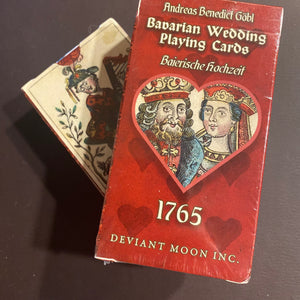 Andreas Benedict Göbl
Bavarian Wedding
Playing Cards
Baierische Hochzeit
1765
DEVIANT MOON INC.